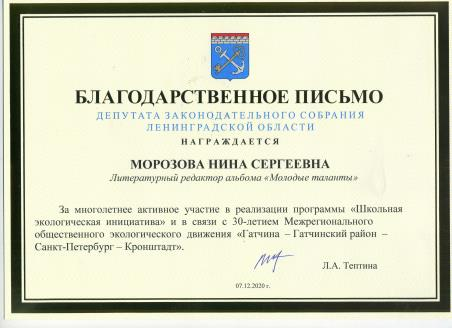 БЛАГОДАРСТВЕННОЕ ПИСЬМО
ДЕПУТАТА ЗАКОНОДАТЕЛЬНОГО СОБРАНИЯ
ЛЕНИНГРАДСКОЙ ОБЛАСТИ
НАГРАЖДАЕТСЯ
МОРОЗОВА НИНА СЕРГЕЕВНА
Литературный редактор альбома «Молодые таланты»
За многолетнее активное участие в реализации программы «Школьная
экологическая инициатива» и в связи с 30-летием Межрегионального
общественного экологического движения «Гатчина – Гатчинский район –
Санкт-Петербург – Кронштадт».
Л.А. Тептина
07.12.2020 г.